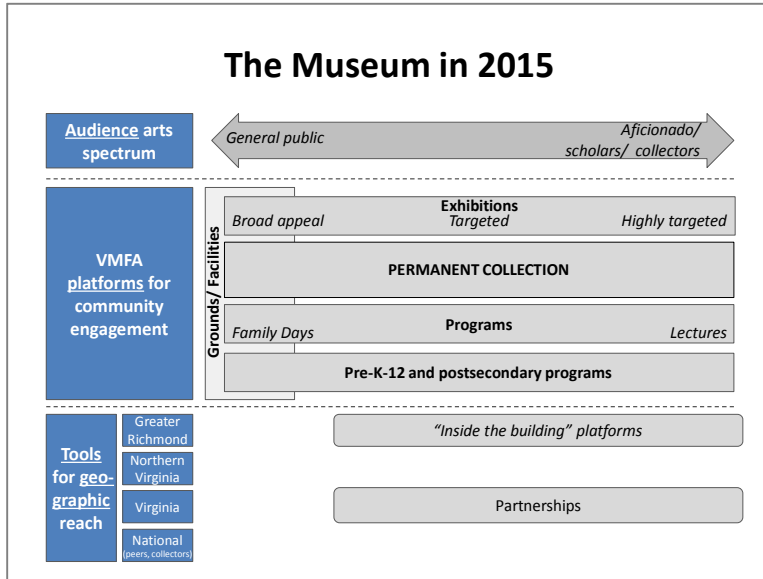 The Museum in 2015
Audience arts
spectrum
General public
Aficionado/
scholars/ collectors
VMFA
platforms for
community
engagement
Grounds/ Facilities
Exhibitions
Broad appeal
Targeted
Highly targeted
PERMANENT COLLECTION
Programs
Family Days
Lectures
Pre-K-12 and postsecondary programs
Tools
for geo-
graphic
reach
Greater
Richmond
Northern
Virginia
Virginia
National
(peers, collectors)
“Inside the building” platforms
Partnerships